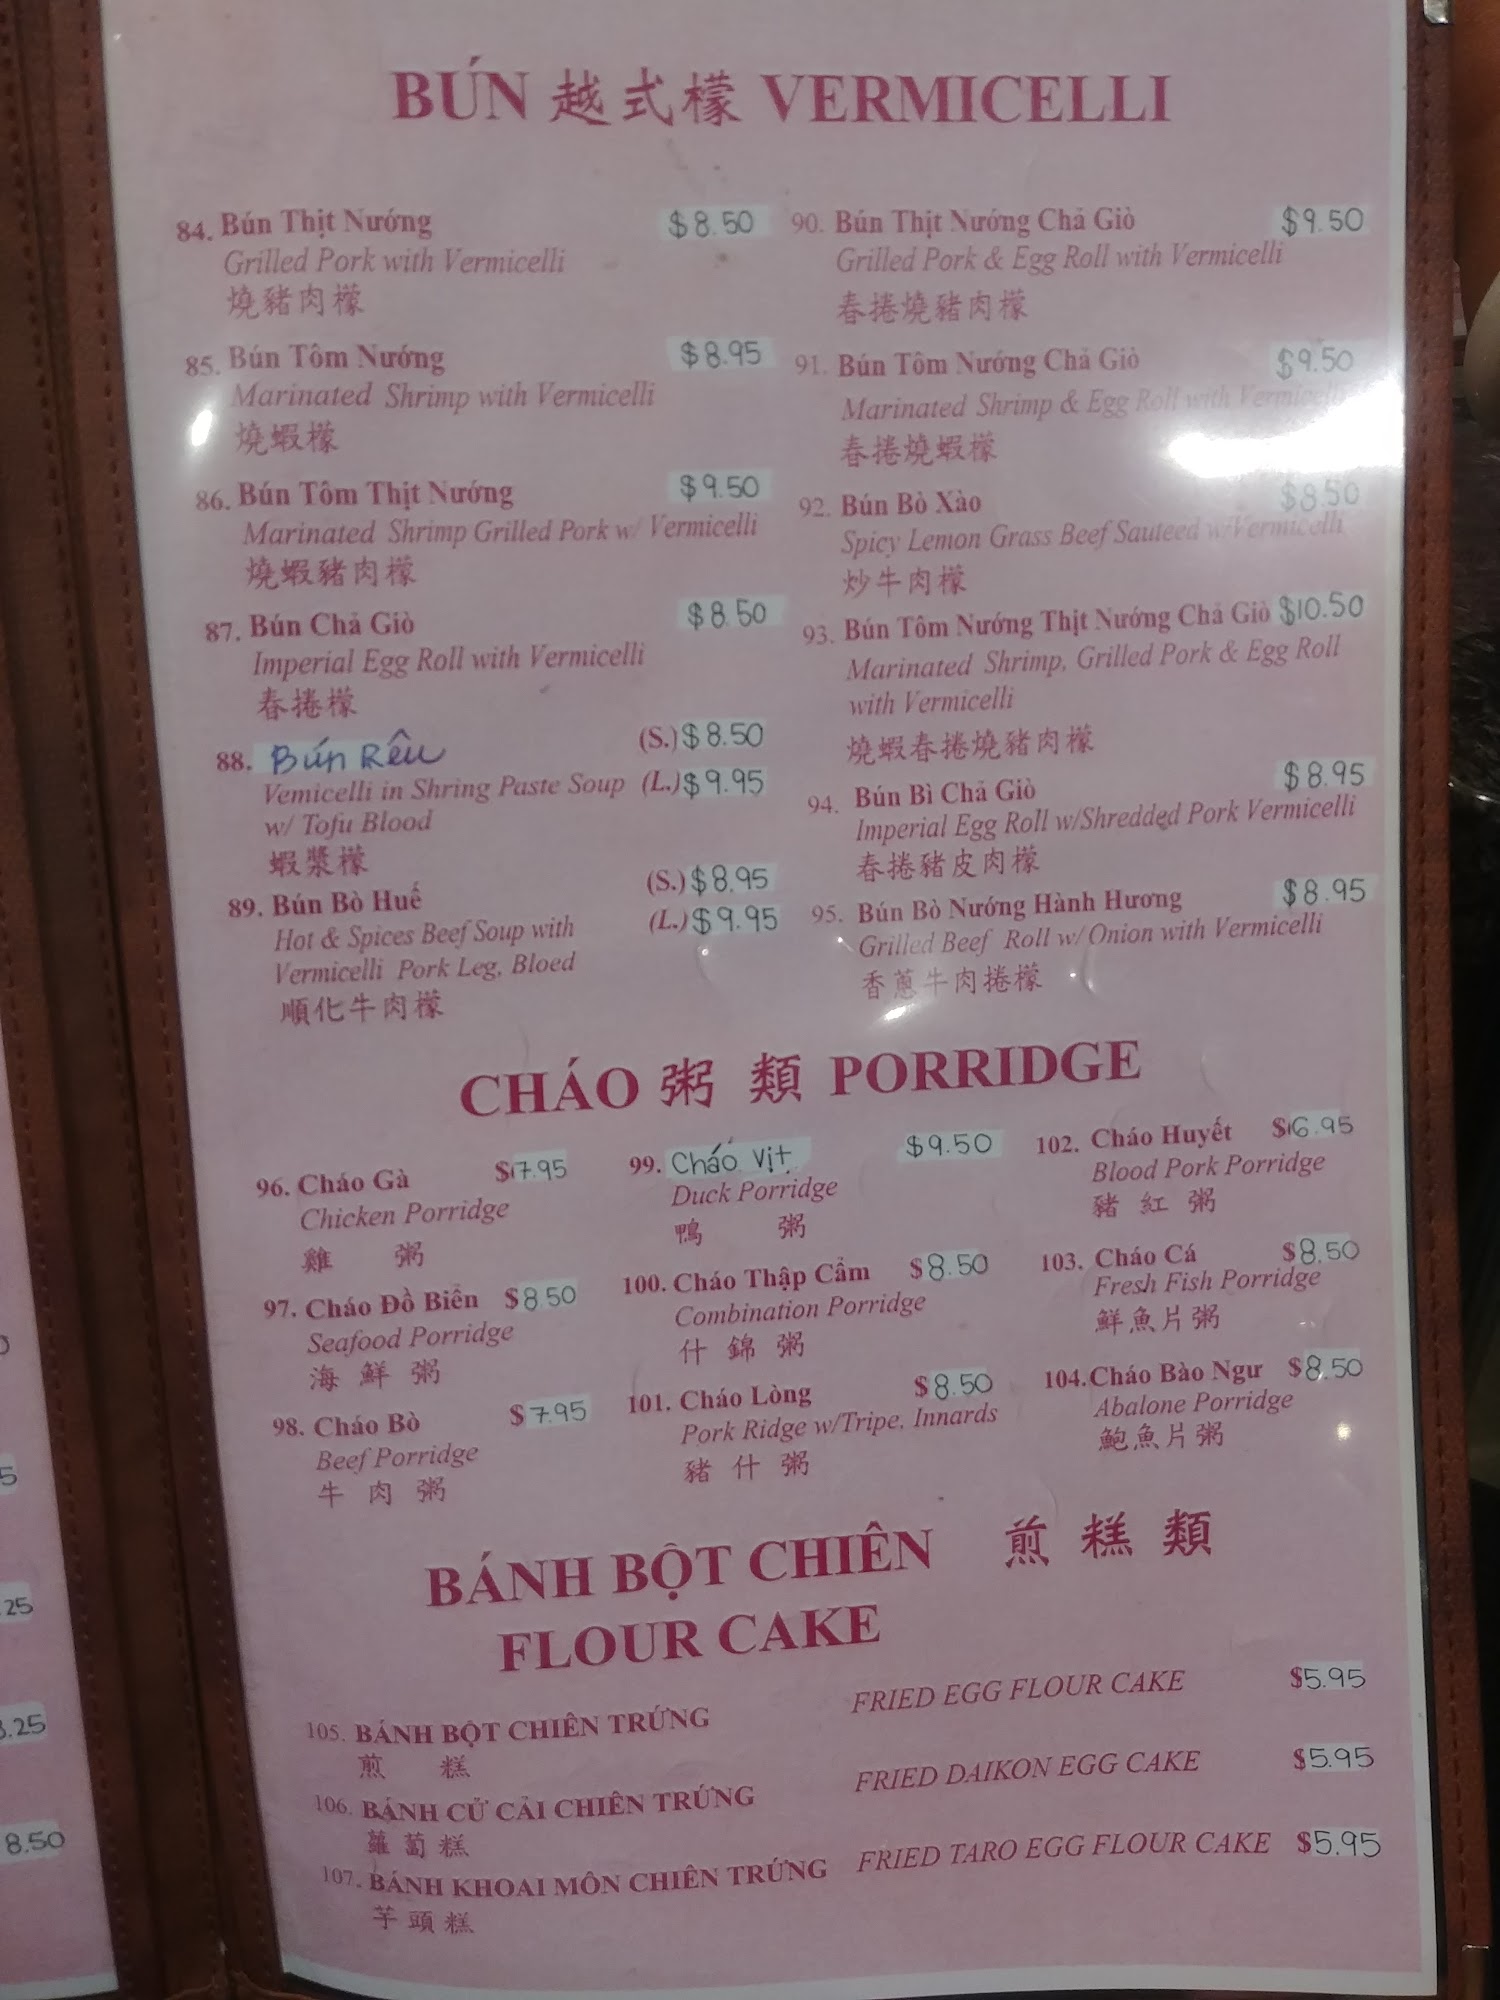 BÚN 越式檬 VERMICELLI
84. Bún Thịt Nướng $8.50
Grilled Pork with Vermicelli
燒豬肉檬
85. Bún Tôm Nướng $8.95
Marinated Shrimp with Vermicelli
燒蝦檬
86. Bún Tôm Thịt Nướng $9.50
Marinated Shrimp Grilled Pork w/ Vermicelli
燒蝦豬肉檬
87. Bún Chả Giò $8.50
Imperial Egg Roll with Vermicelli
春捲檬
88. Bún Rêu (S.) $8.50
Vemicelli in Shring Paste Soup (L.) $9.95
w/ Tofu Blood
蝦漿檬
89. Bún Bò Huế (S.) $8.95
Hot & Spices Beef Soup with (L.) $9.95
Vermicelli Pork Leg, Bloed
順化牛肉檬
90. Bún Thịt Nướng Chả Giò $9.50
Grilled Pork & Egg Roll with Vermicelli
春捲燒豬肉檬
91. Bún Tôm Nướng Chả Giò $9.50
Marinated Shrimp & Egg Roll with Vermicelli
春捲燒蝦檬
92. Bún Bò Xào $8.50
Spicy Lemon Grass Beef Sauteed w/Vermicelli
炒牛肉檬
93. Bún Tôm Nướng Thịt Nướng Chả Giò $10.50
Marinated Shrimp, Grilled Pork & Egg Roll
with Vermicelli
燒蝦春捲燒豬肉檬
94. Bún Bì Chả Giò $8.95
Imperial Egg Roll w/Shredded Pork Vermicelli
春捲豬皮肉檬
95. Bún Bò Nướng Hành Hương $8.95
Grilled Beef Roll w/ Onion with Vermicelli
香蔥牛肉捲檬
CHÁO 粥 類 PORRIDGE
96. Cháo Gà $7.95
Chicken Porridge
雞 粥
97. Cháo Đồ Biển $8.50
Seafood Porridge
海 鮮 粥
98. Cháo Bò $7.95
Beef Porridge
牛 肉 粥
99. Cháo Vịt $9.50
Duck Porridge
鴨 粥
100. Cháo Thập Cẩm $8.50
Combination Porridge
什 錦 粥
101. Cháo Lòng $8.50
Pork Ridge w/Tripe, Innards
豬 什 粥
102. Cháo Huyết $6.95
Blood Pork Porridge
豬 紅 粥
103. Cháo Cá $8.50
Fresh Fish Porridge
鮮魚片粥
104. Cháo Bào Ngư $8.50
Abalone Porridge
鮑魚片粥
BÁNH BỘT CHIÊN 煎 糕 類
FLOUR CAKE
105. BÁNH BỘT CHIÊN TRỨNG FRIED EGG FLOUR CAKE $5.95
煎 糕
106. BÁNH CỬ CẢI CHIÊN TRỨNG FRIED DAIKON EGG CAKE $5.95
蘿蔔糕
107. BÁNH KHOAI MÔN CHIÊN TRỨNG FRIED TARO EGG FLOUR CAKE $5.95
芋頭糕
8.50